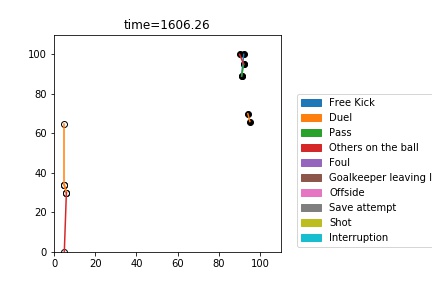 time=1606.26
100
80
60
40
20
0
0 20 40 60 80 100
Free Kick
Duel
Pass
Others on the ball
Foul
Goalkeeper leaving l
Offside
Save attempt
Shot
Interruption